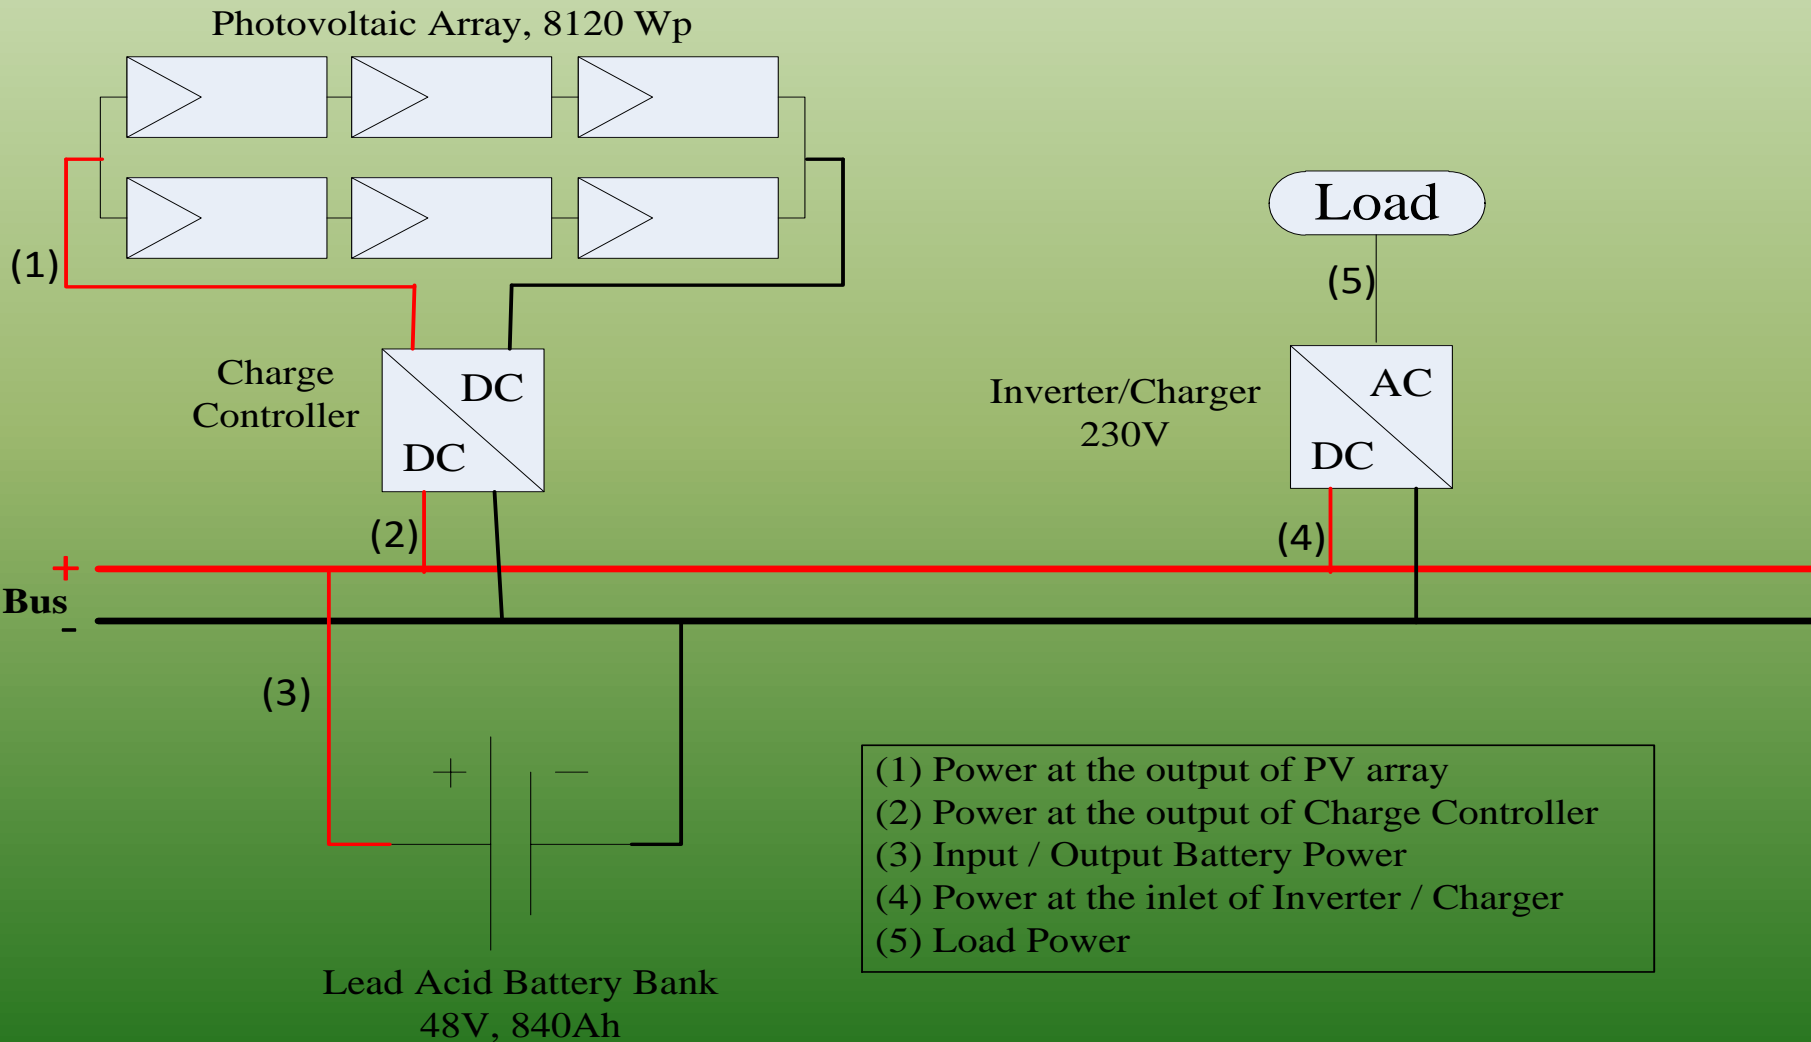 Photovoltaic Array, 8120 Wp
(1)
Load
(5)
Charge
Controller
DC
DC
Inverter/Charger
230V
AC
DC
(2)
(4)
+
Bus
-
(3)
+ −
(1) Power at the output of PV array
(2) Power at the output of Charge Controller
(3) Input / Output Battery Power
(4) Power at the inlet of Inverter / Charger
(5) Load Power
Lead Acid Battery Bank
48V, 840Ah